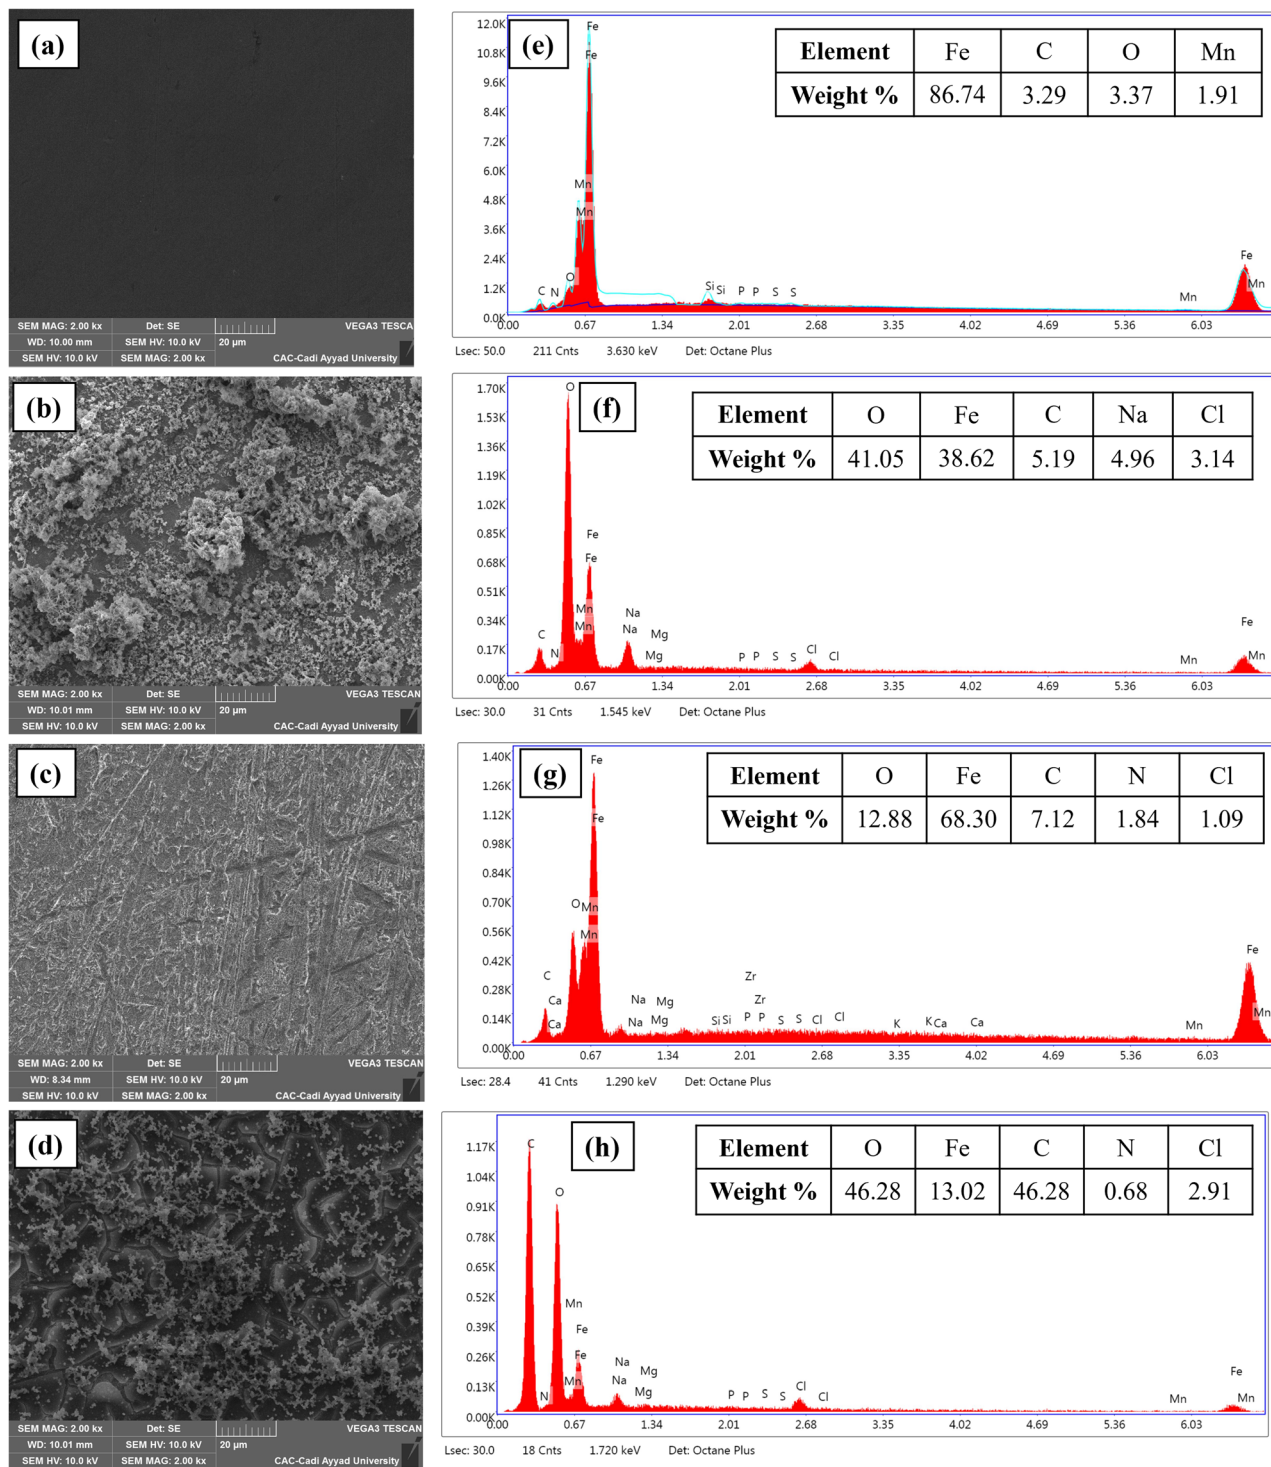 (a)
SEM MAG: 2.00 kx Det: SE VEGA3 TESCAN
WD: 10.00 mm SEM HV: 10.0 kV 20 µm
SEM HV: 10.0 kV SEM MAG: 2.00 kx CAC-Cadi Ayyad University
(e)
Element Fe C O Mn
Weight % 86.74 3.29 3.37 1.91
12.0K
10.8K
9.6K
8.4K
7.2K
6.0K
4.8K
3.6K
2.4K
1.2K
0.0K
Fe
Fe
Mn
Mn
O
C N
Si Si P P S S
Mn
Fe
Mn
0.00 0.67 1.34 2.01 2.68 3.35 4.02 4.69 5.36 6.03
Lsec: 50.0 211 Cnts 3.630 keV Det: Octane Plus
(b)
SEM MAG: 2.00 kx Det: SE VEGA3 TESCAN
WD: 10.01 mm SEM HV: 10.0 kV 20 µm
SEM HV: 10.0 kV SEM MAG: 2.00 kx CAC-Cadi Ayyad University
(f)
Element O Fe C Na Cl
Weight % 41.05 38.62 5.19 4.96 3.14
1.70K
1.53K
1.36K
1.19K
1.02K
0.85K
0.68K
0.51K
0.34K
0.17K
0.00K
O
Fe
Fe
Mn
Mn
C
N
Na
Na
Mg
Mg
P P S S
Cl
Cl
Mn
Fe
Mn
0.00 0.67 1.34 2.01 2.68 3.35 4.02 4.69 5.36 6.03
Lsec: 30.0 31 Cnts 1.545 keV Det: Octane Plus
(c)
SEM MAG: 2.00 kx Det: SE VEGA3 TESCAN
WD: 8.34 mm SEM HV: 10.0 kV 20 µm
SEM HV: 10.0 kV SEM MAG: 2.00 kx CAC-Cadi Ayyad University
(g)
Element O Fe C N Cl
Weight % 12.88 68.30 7.12 1.84 1.09
1.40K
1.26K
1.12K
0.98K
0.84K
0.70K
0.56K
0.42K
0.28K
0.14K
0.00K
Fe
Fe
O Mn
Mn
C
Ca
Ca
Na Mg
Na Mg
Zr
Zr
Si Si P P S S Cl Cl
K K Ca Ca
Mn
Fe
Mn
0.00 0.67 1.34 2.01 2.68 3.35 4.02 4.69 5.36 6.03
Lsec: 28.4 41 Cnts 1.290 keV Det: Octane Plus
(d)
SEM MAG: 2.00 kx Det: SE VEGA3 TESCAN
WD: 10.01 mm SEM HV: 10.0 kV 20 µm
SEM HV: 10.0 kV SEM MAG: 2.00 kx CAC-Cadi Ayyad University
(h)
Element O Fe C N Cl
Weight % 46.28 13.02 46.28 0.68 2.91
1.17K
1.04K
0.91K
0.78K
0.65K
0.52K
0.39K
0.26K
0.13K
0.00K
C
O
Mn
Fe
Fe
Mn
N
Na
Na
Mg
Mg
P P S S
Cl
Cl
Mn
Fe
Mn
0.00 0.67 1.34 2.01 2.68 3.35 4.02 4.69 5.36 6.03
Lsec: 30.0 18 Cnts 1.720 keV Det: Octane Plus